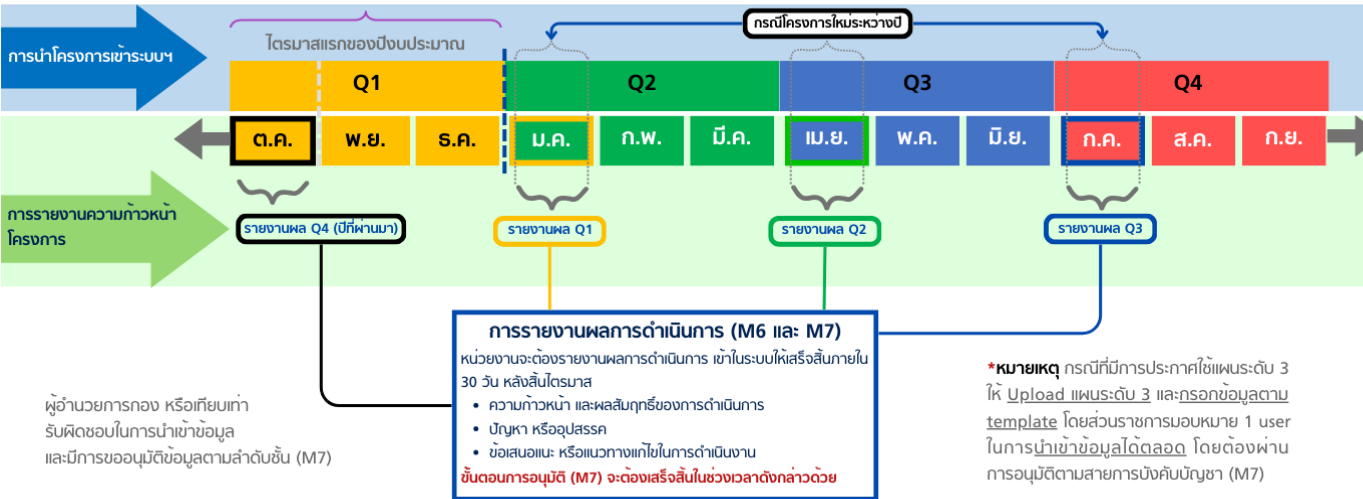 กรณีโครงการใหม่ระหว่างปี
ไตรมาสแรกของปีงบประมาณ
การนำโครงการเข้าระบบฯ
Q1 Q2 Q3 Q4
ต.ค. พ.ย. ธ.ค. ม.ค. ก.พ. มี.ค. เม.ย. พ.ค. มิ.ย. ก.ค. ส.ค. ก.ย.
การรายงานความก้าวหน้า
โครงการ
รายงานผล Q4 (ปีที่ผ่านมา) รายงานผล Q1 รายงานผล Q2 รายงานผล Q3
การรายงานผลการดำเนินการ (M6 และ M7)
หน่วยงานจะต้องรายงานผลการดำเนินการ เข้าในระบบให้เสร็จสิ้นภายใน
30 วัน หลังสิ้นไตรมาส
• ความก้าวหน้า และผลสัมฤทธิ์ของการดำเนินการ
• ปัญหา หรืออุปสรรค
• ข้อเสนอแนะ หรือแนวทางแก้ไขในการดำเนินงาน
ขั้นตอนการอนุมัติ (M7) จะต้องเสร็จสิ้นในช่วงเวลาดังกล่าวด้วย
ผู้อำนวยการกอง หรือเทียบเท่า
รับผิดชอบในการนำเข้าข้อมูล
และมีการขออนุมัติข้อมูลตามลำดับชั้น (M7)
*หมายเหตุ กรณีที่มีการประกาศใช้แผนระดับ 3
ให้ Upload แผนระดับ 3 และกรอกข้อมูลตาม
template โดยส่วนราชการมอบหมาย 1 user
ในการนำเข้าข้อมูลได้ตลอด โดยต้องผ่าน
การอนุมัติตามสายการบังคับบัญชา (M7)